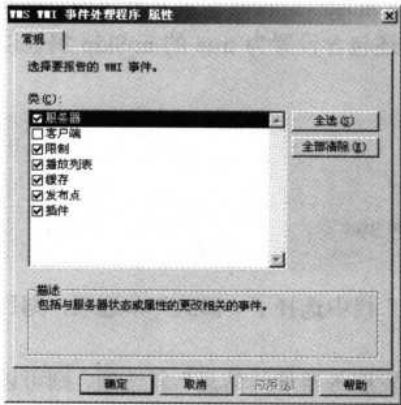 WMS WMI 事件处理程序 属性
常规
选择要报告的 WMI 事件。
类(C):
服务器
客户端
限制
播放列表
缓存
发布点
插件
全选(S)
全部清除(E)
描述
包括与服务器状态或属性的更改相关的事件。
确定
取消
帮助